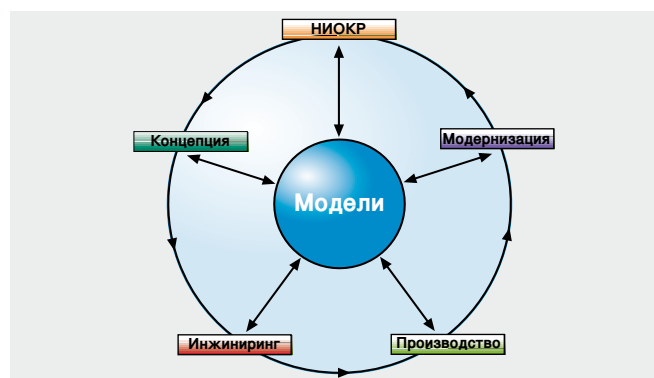 НИОКР
Концепция
Модернизация
Модели
Инжиниринг
Производство